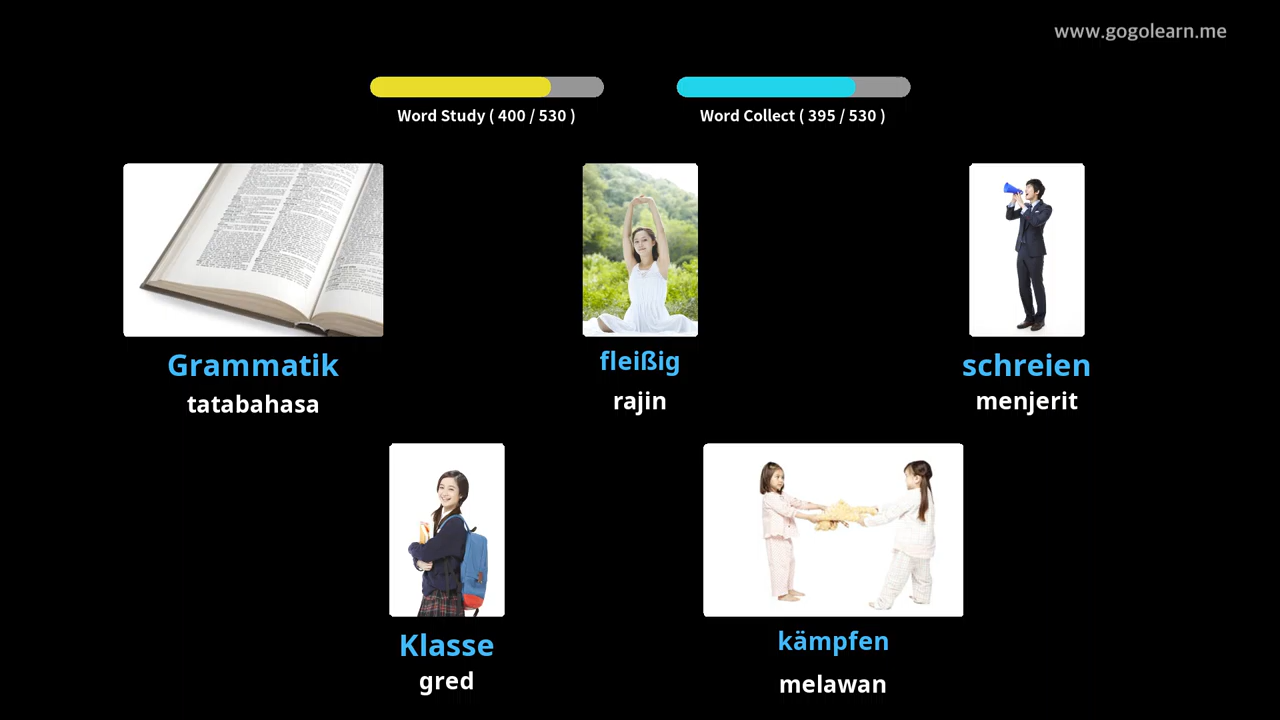 www.gogolearn.me
Word Study ( 400 / 530 )
Word Collect ( 395 / 530 )
Grammatik
tatabahasa
fleißig
rajin
schreien
menjerit
Klasse
gred
kämpfen
melawan